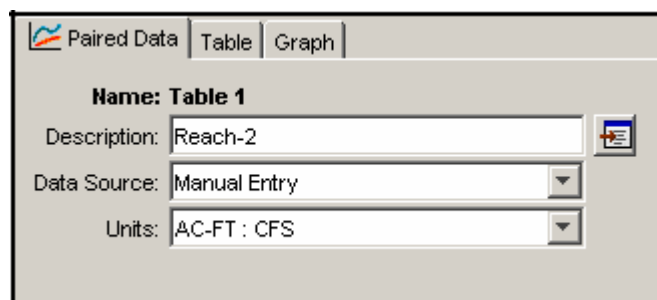 Paired Data Table Graph
Name: Table 1
Description: Reach-2
Data Source: Manual Entry
Units: AC-FT : CFS